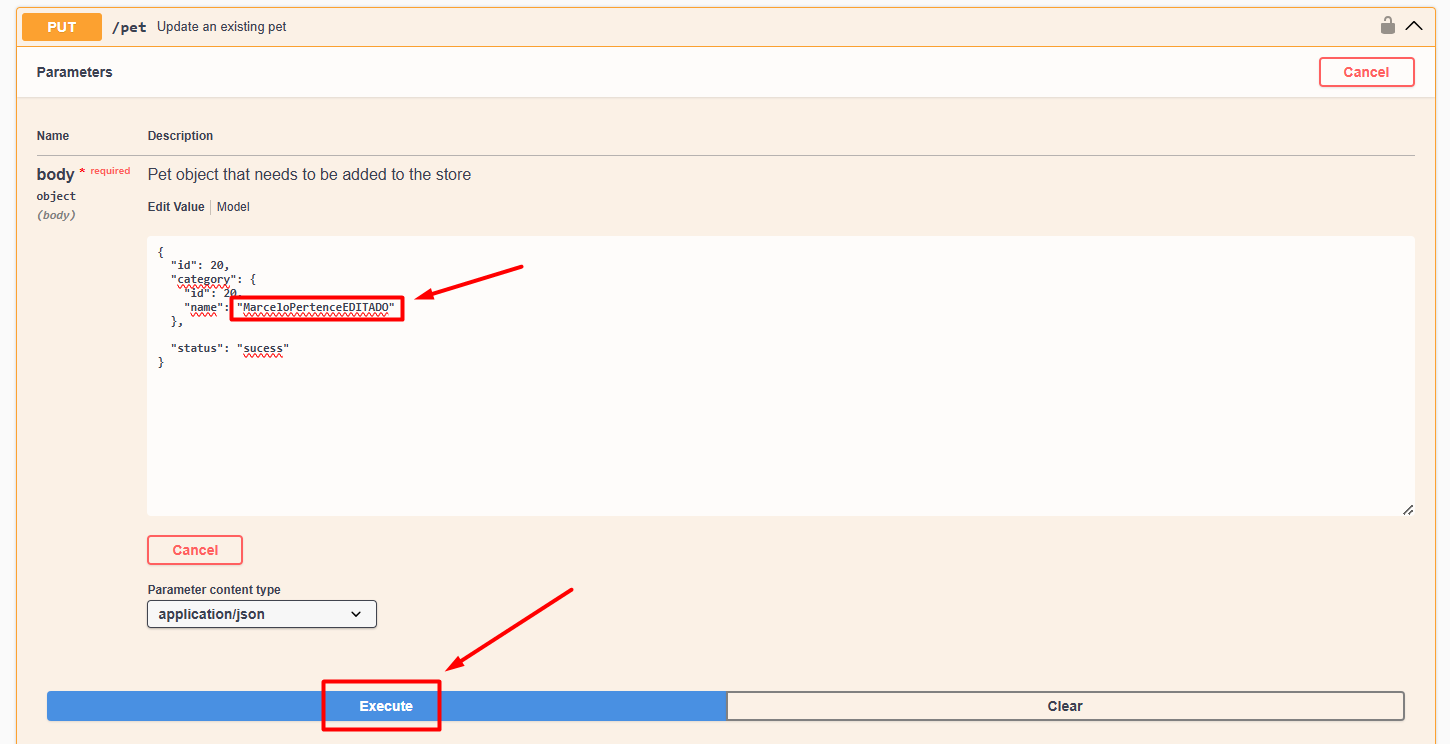 PUT /pet Update an existing pet
Parameters
Cancel
Name Description
body * required
object
(body)
Pet object that needs to be added to the store
Edit Value Model
{
"id": 20,
"category": {
"id": 20,
"name": "MarceloPertenceEDITADO"
},
"status": "sucess"
}
Cancel
Parameter content type
application/json
Execute
Clear